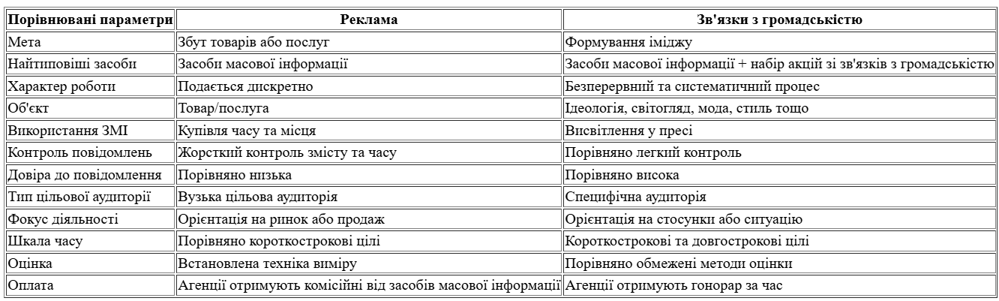 Порівнювані параметри Реклама Зв'язки з громадськістю
Мета Збут товарів або послуг Формування іміджу
Найтиповіші засоби Засоби масової інформації Засоби масової інформації + набір акцій зі зв'язків з громадськістю
Характер роботи Подається дискретно Безперервний та систематичний процес
Об'єкт Товар/послуга Ідеологія, світогляд, мода, стиль тощо
Використання ЗМІ Купівля часу та місця Висвітлення у пресі
Контроль повідомлень Жорсткий контроль змісту та часу Порівняно легкий контроль
Довіра до повідомлення Порівняно низька Порівняно висока
Тип цільової аудиторії Вузька цільова аудиторія Специфічна аудиторія
Фокус діяльності Орієнтація на ринок або продаж Орієнтація на стосунки або ситуацію
Шкала часу Порівняно короткострокові цілі Короткострокові та довгострокові цілі
Оцінка Встановлена техніка виміру Порівняно обмежені методи оцінки
Оплата Агенції отримують комісійні від засобів масової інформації Агенції отримують гонорар за час